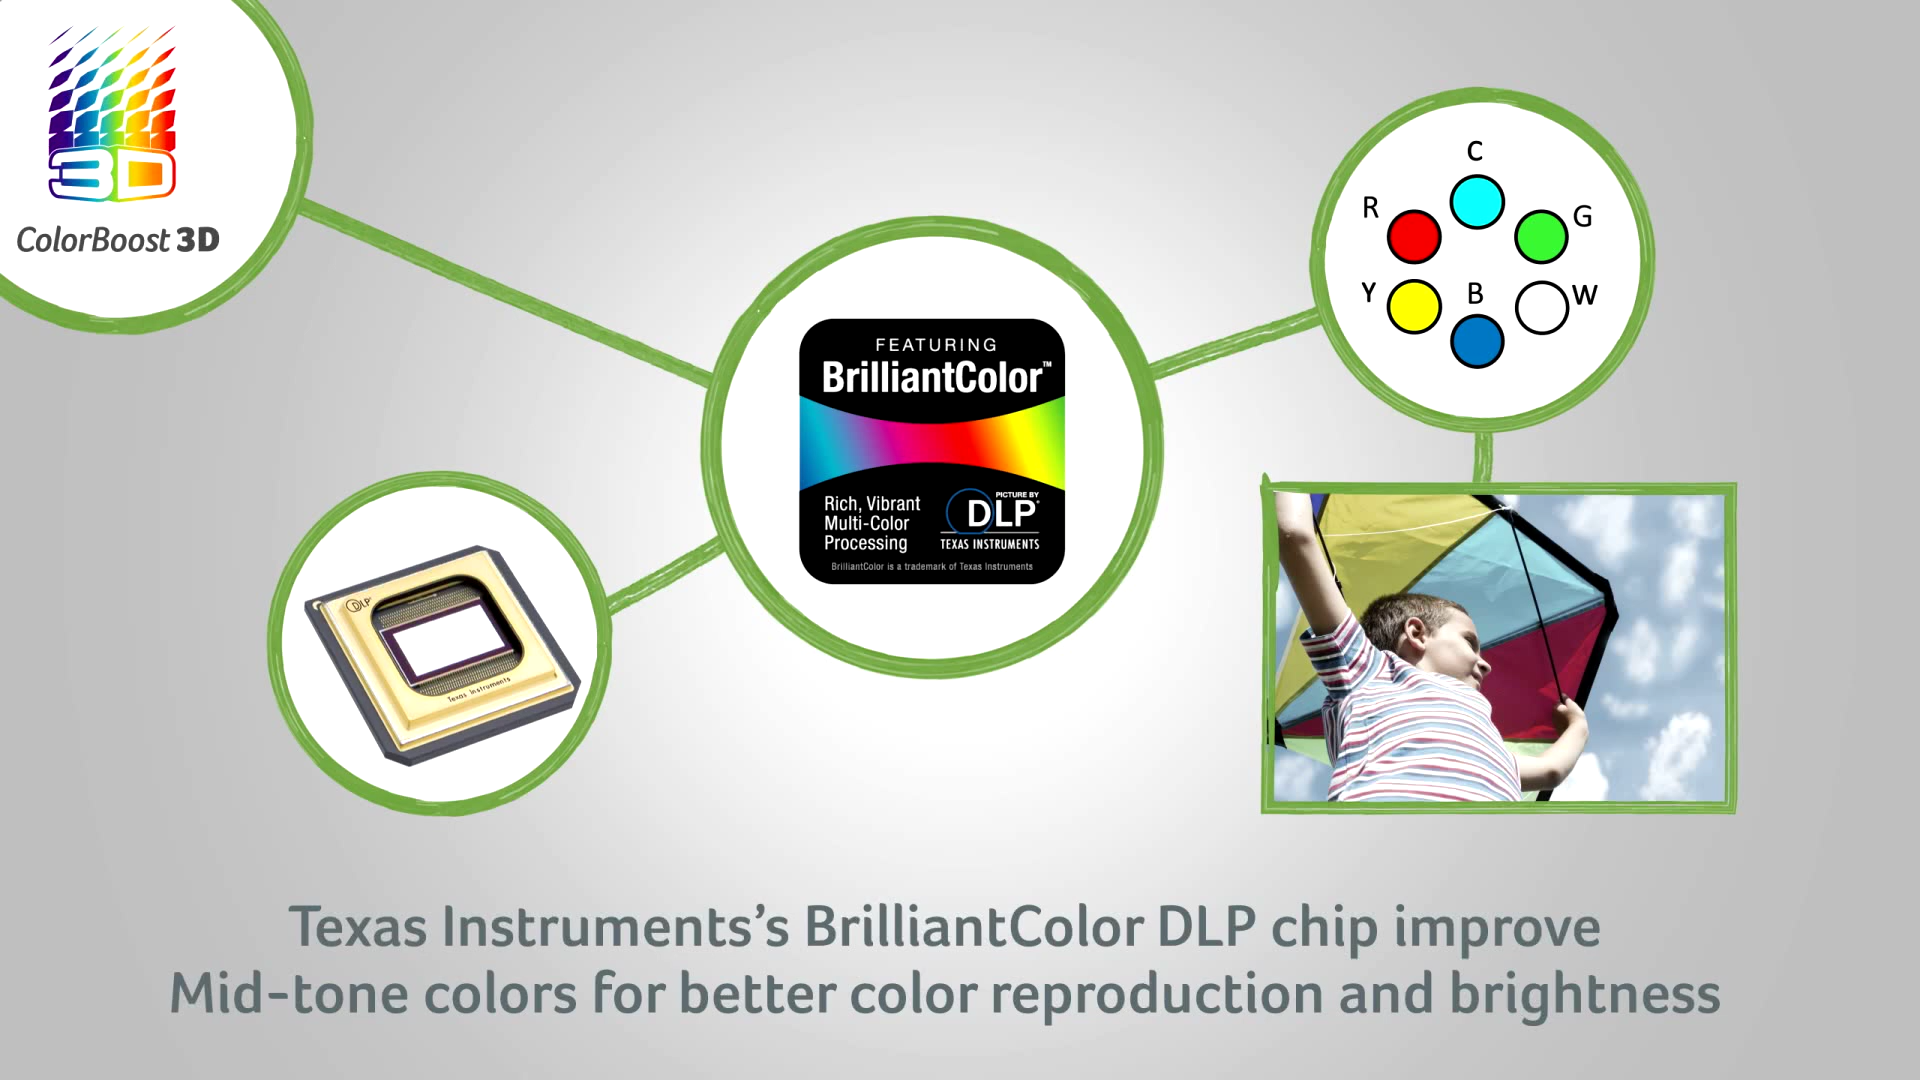 3D
ColorBoost 3D
FEATURING
BrilliantColor™
Rich, Vibrant
Multi-Color
Processing
PICTURE BY
DLP®
TEXAS INSTRUMENTS
BrilliantColor is a trademark of Texas Instruments
C
R
G
Y
B
W
DLP
Texas Instruments
Texas Instruments's BrilliantColor DLP chip improve
Mid-tone colors for better color reproduction and brightness